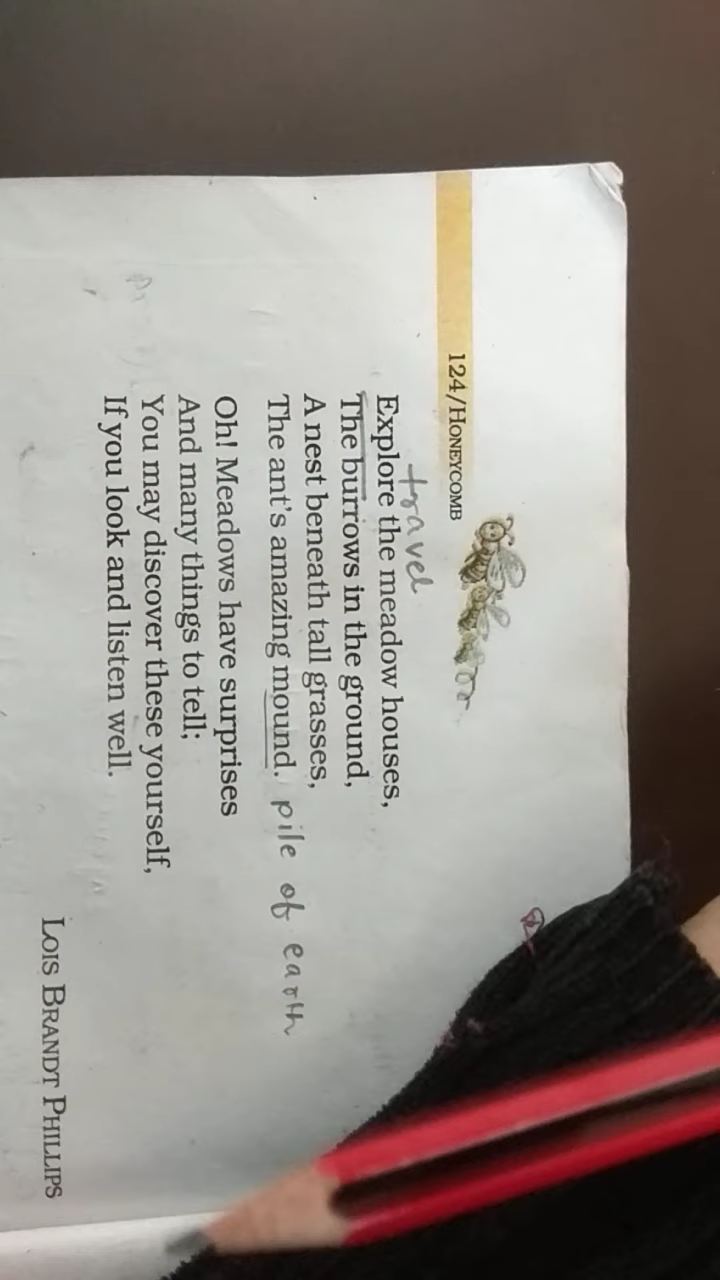 124/HONEYCOMB
travel
Explore the meadow houses,
The burrows in the ground,
A nest beneath tall grasses,
The ant's amazing mound. pile of earth
Oh! Meadows have surprises
And many things to tell;
You may discover these yourself,
If you look and listen well.
LOIS BRANDT PHILLIPS